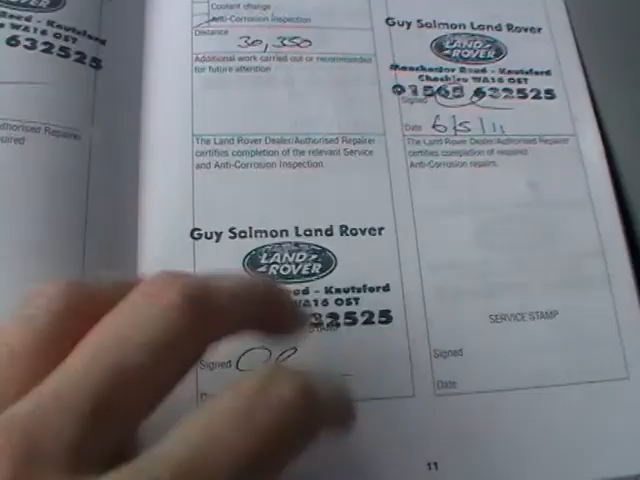 632525
Coolant change
Anti-Corrosion Inspection
Distance
30,350
Additional work carried out or recommended
for future attention
The Land Rover Dealer/Authorised Repairer
certifies completion of the relevant Service
and Anti-Corrosion Inspection.
Guy Salmon Land Rover
LAND ROVER
Road - Knutsford
WA16 OST
32525
Signed
Guy Salmon Land Rover
LAND ROVER
Manchester Road - Knutsford
Cheshire WA16 OST
01565 632525
Signed
Date 6/5/11
The Land Rover Dealer/Authorised Repairer
certifies completion of required
Anti-Corrosion repairs.
SERVICE STAMP
Signed
Date
11